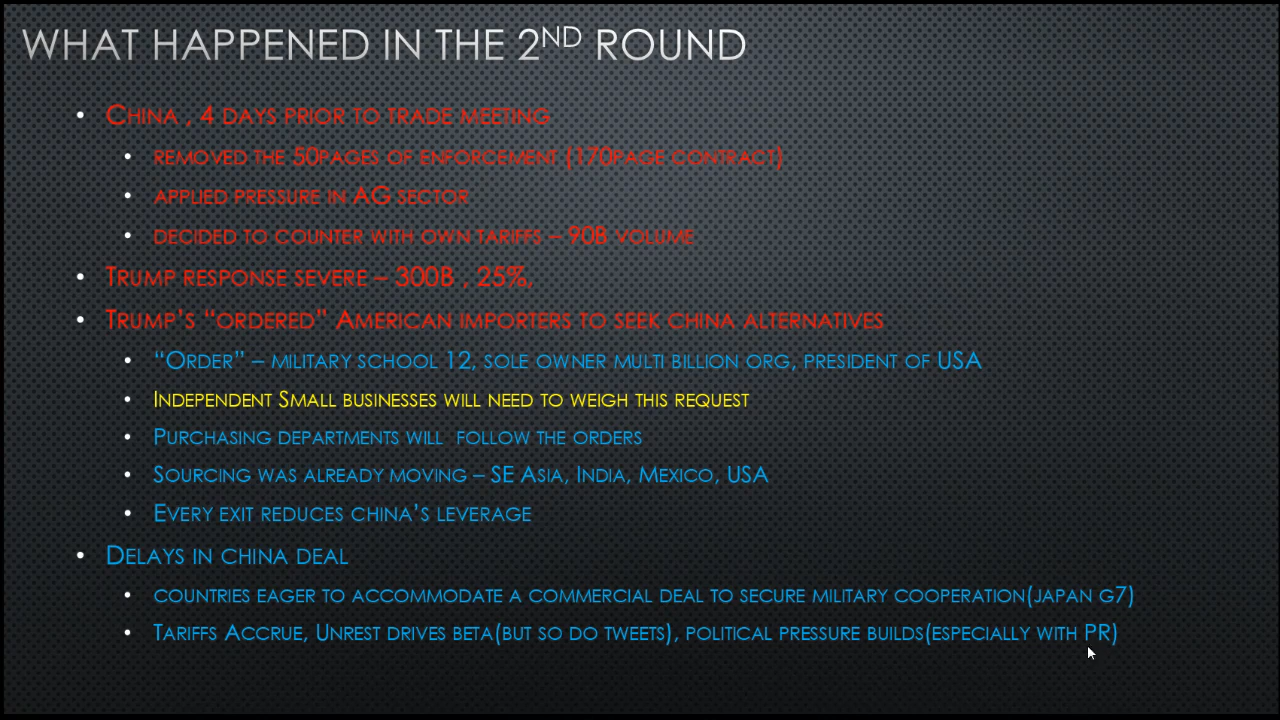 WHAT HAPPENED IN THE 2ND ROUND
• CHINA , 4 DAYS PRIOR TO TRADE MEETING
• REMOVED THE 50PAGES OF ENFORCEMENT (170PAGE CONTRACT)
• APPLIED PRESSURE IN AG SECTOR
• DECIDED TO COUNTER WITH OWN TARIFFS – 90B VOLUME
• TRUMP RESPONSE SEVERE – 300B , 25%,
• TRUMP'S “ORDERED” AMERICAN IMPORTERS TO SEEK CHINA ALTERNATIVES
• “ORDER” – MILITARY SCHOOL 12, SOLE OWNER MULTI BILLION ORG, PRESIDENT OF USA
• INDEPENDENT SMALL BUSINESSES WILL NEED TO WEIGH THIS REQUEST
• PURCHASING DEPARTMENTS WILL  FOLLOW THE ORDERS
• SOURCING WAS ALREADY MOVING – SE ASIA, INDIA, MEXICO, USA
• EVERY EXIT REDUCES CHINA'S LEVERAGE
• DELAYS IN CHINA DEAL
• COUNTRIES EAGER TO ACCOMMODATE A COMMERCIAL DEAL TO SECURE MILITARY COOPERATION(JAPAN G7)
• TARIFFS ACCRUE, UNREST DRIVES BETA(BUT SO DO TWEETS), POLITICAL PRESSURE BUILDS(ESPECIALLY WITH PR)